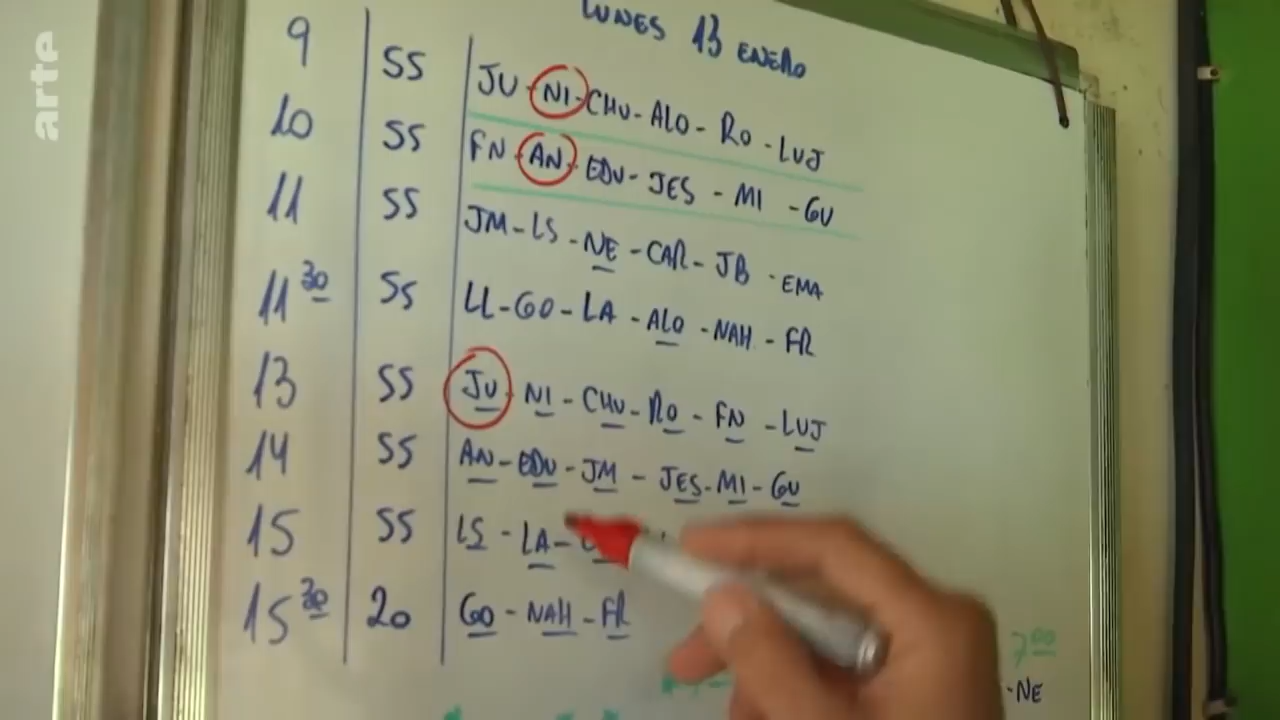 arte
LUNES 13 ENERO
9 SS JU - NI - CHU - ALO - RO - LUJ
10 SS FN - AN - EDU - JES - MI - GU
11 SS JM - LS - NE - CAR - JB - EMA
11 30 SS LL - GO - LA - ALO - NAH - FR
13 SS JU - NI - CHU - RO - FN - LUJ
14 SS AN - EDU - JM - JES - MI - GU
15 SS LS - LA -
15 30 20 GO - NAH - FR
7 00
- NE